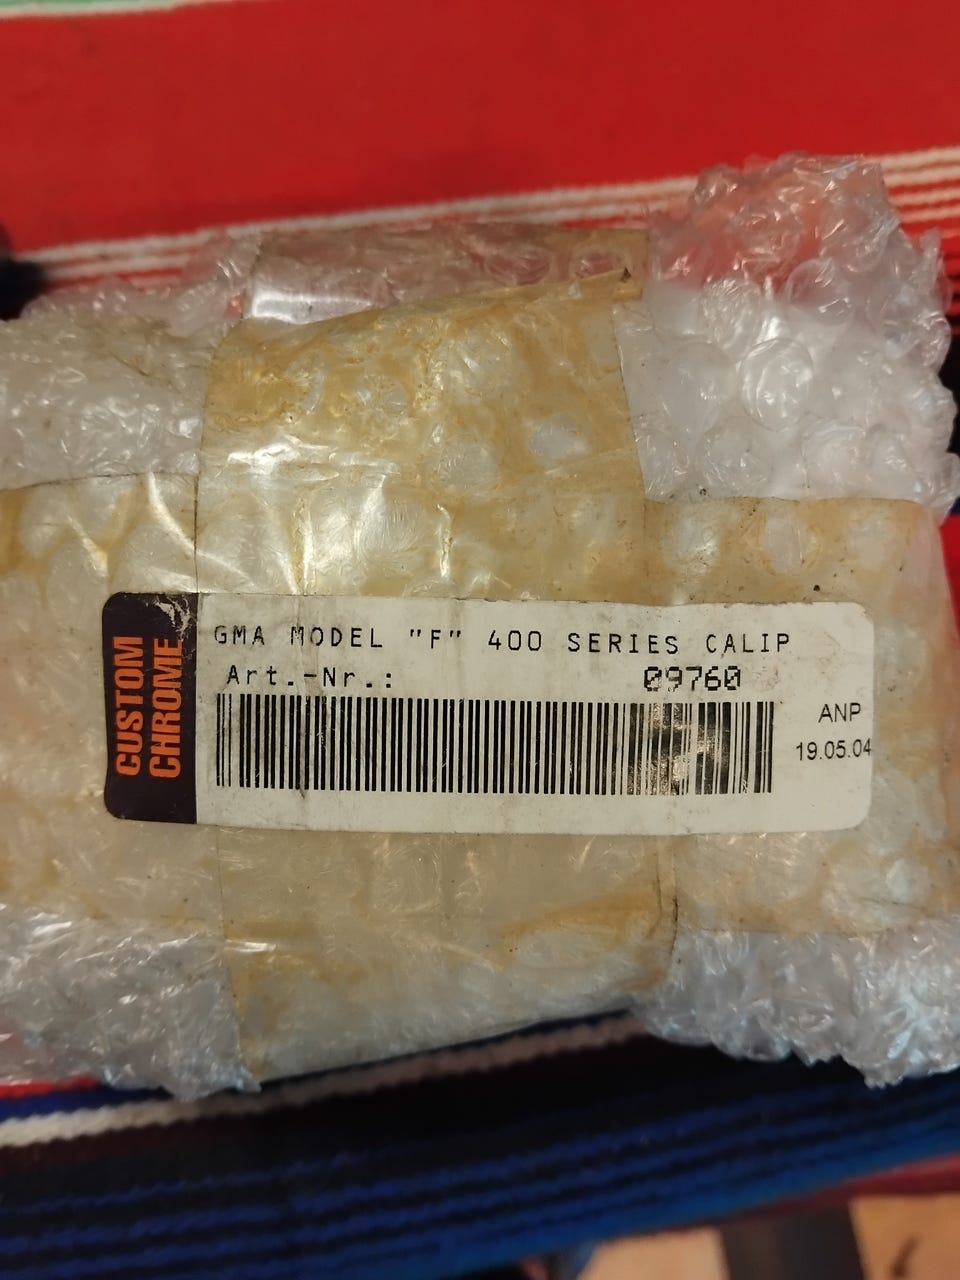 CUSTOM
CHROME
GMA MODEL "F" 400 SERIES CALIP
Art.-Nr.: 09760
ANP
19.05.04